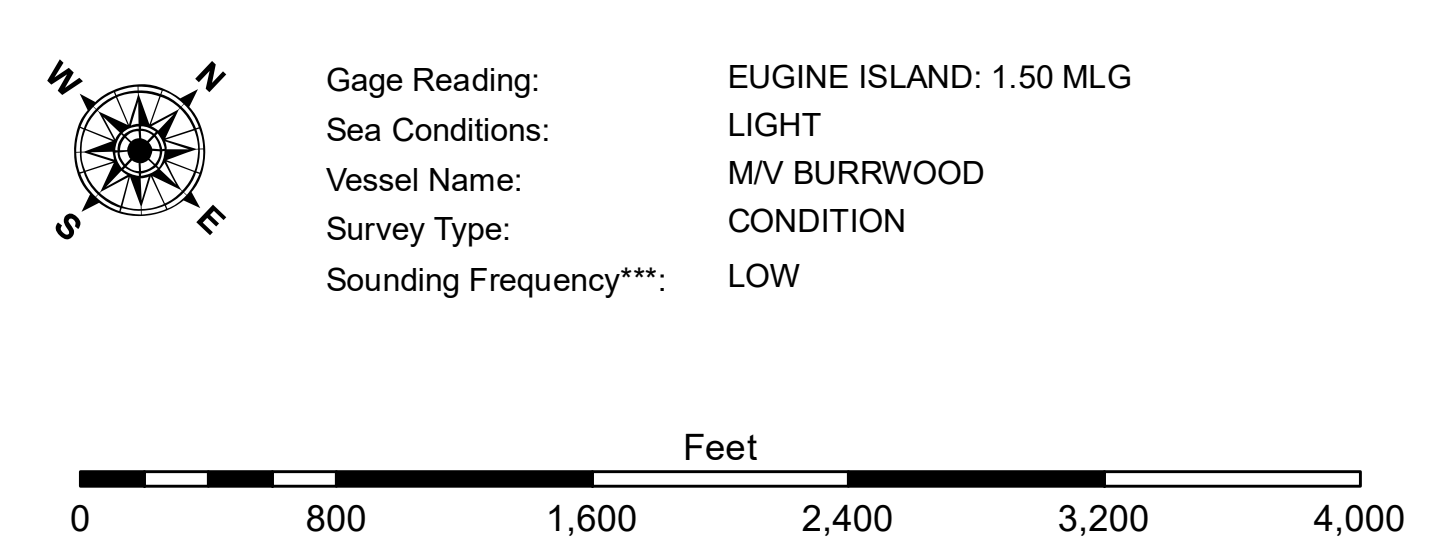 W N
S E
Gage Reading: EUGINE ISLAND: 1.50 MLG
Sea Conditions: LIGHT
Vessel Name: M/V BURRWOOD
Survey Type: CONDITION
Sounding Frequency***: LOW
Feet
0 800 1,600 2,400 3,200 4,000